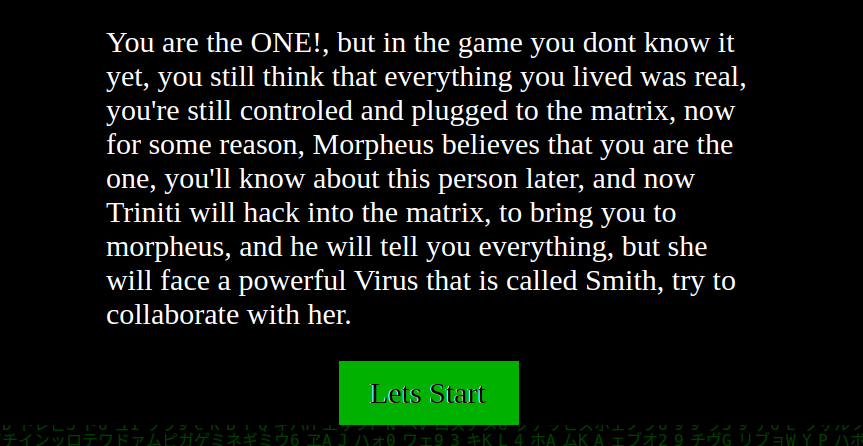 You are the ONE!, but in the game you dont know it
yet, you still think that everything you lived was real,
you're still controled and plugged to the matrix, now
for some reason, Morpheus believes that you are the
one, you'll know about this person later, and now
Triniti will hack into the matrix, to bring you to
morpheus, and he will tell you everything, but she
will face a powerful Virus that is called Smith, try to
collaborate with her.
Lets Start